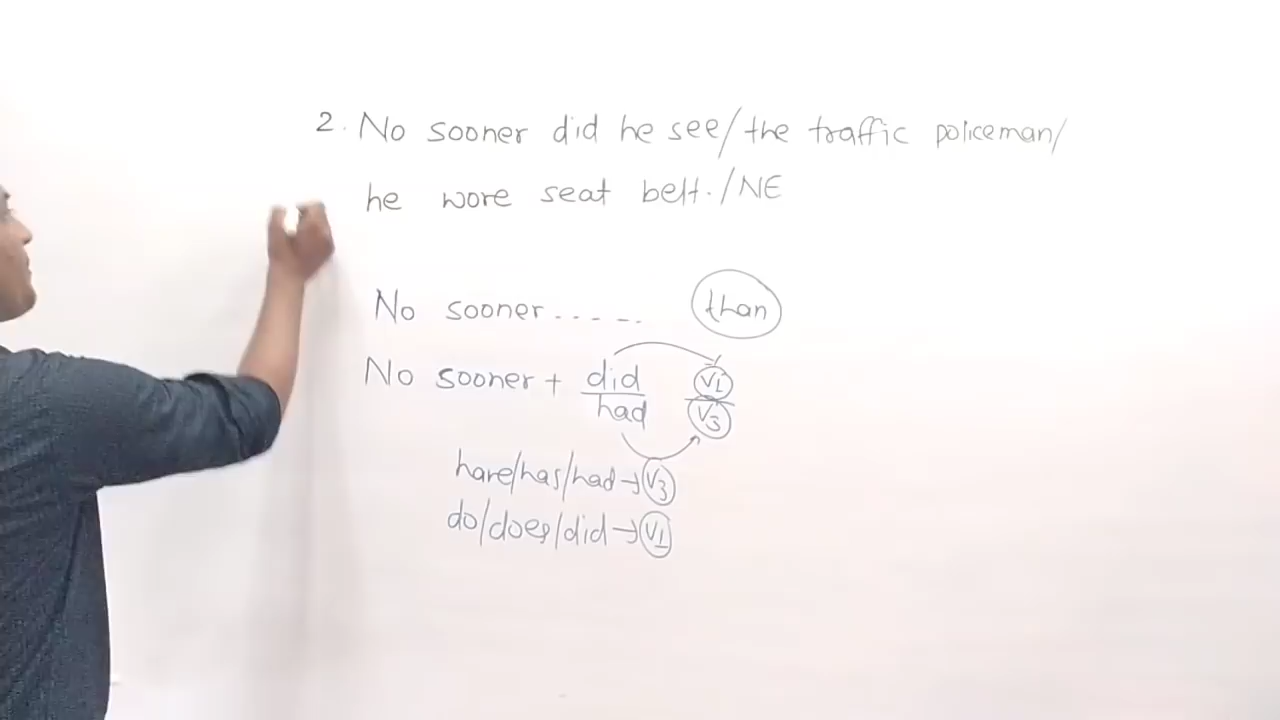 2. No sooner did he see/the traffic policeman/
he wore seat belt./NE
No sooner..... than
No sooner + did V1
had V3
have/has/had→V3
do/does/did→V1